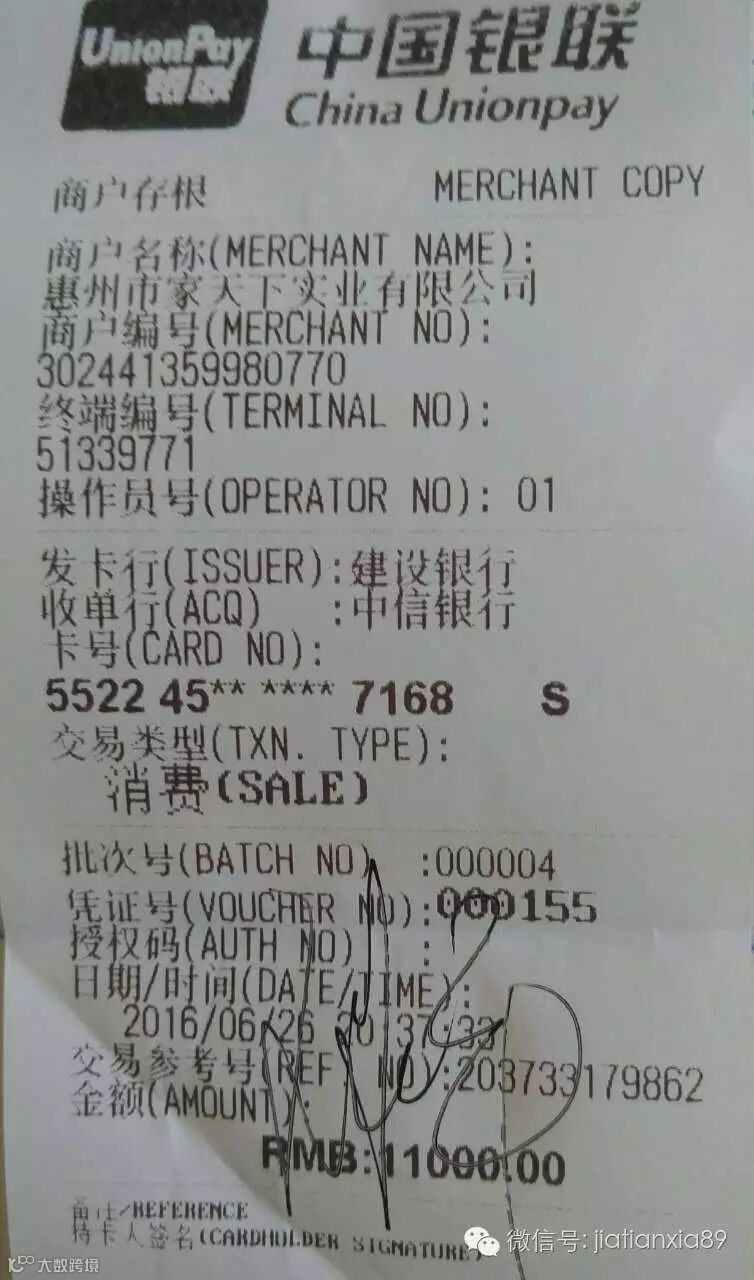 UnionPay
银联
中国银联
China Unionpay
商户存根 MERCHANT COPY
商户名称(MERCHANT NAME):
惠州市家天下实业有限公司
商户编号(MERCHANT NO):
302441359980770
终端编号(TERMINAL NO):
51339771
操作员号(OPERATOR NO): 01
发卡行(ISSUER):建设银行
收单行(ACQ) :中信银行
卡号(CARD NO):
5522 45** **** 7168 S
交易类型(TXN. TYPE):
消费(SALE)
批次号(BATCH NO) :000004
凭证号(VOUCHER NO):000155
授权码(AUTH NO) :
日期/时间(DATE/TIME):
2016/06/26 20:37:33
交易参考号(REF. NO):203733179862
金额(AMOUNT):
RMB:11000.00
备注/REFERENCE
持卡人签名(CARDHOLDER SIGNATURE)
微信号: jiatianxia89
大数跨境